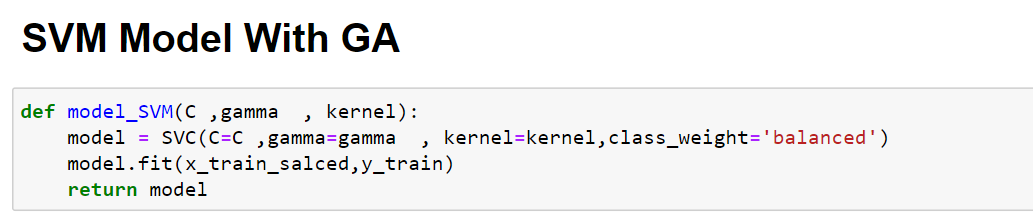 SVM Model With GA
def model_SVM(C ,gamma  , kernel):
    model = SVC(C=C ,gamma=gamma  , kernel=kernel,class_weight='balanced')
    model.fit(x_train_salced,y_train)
    return model